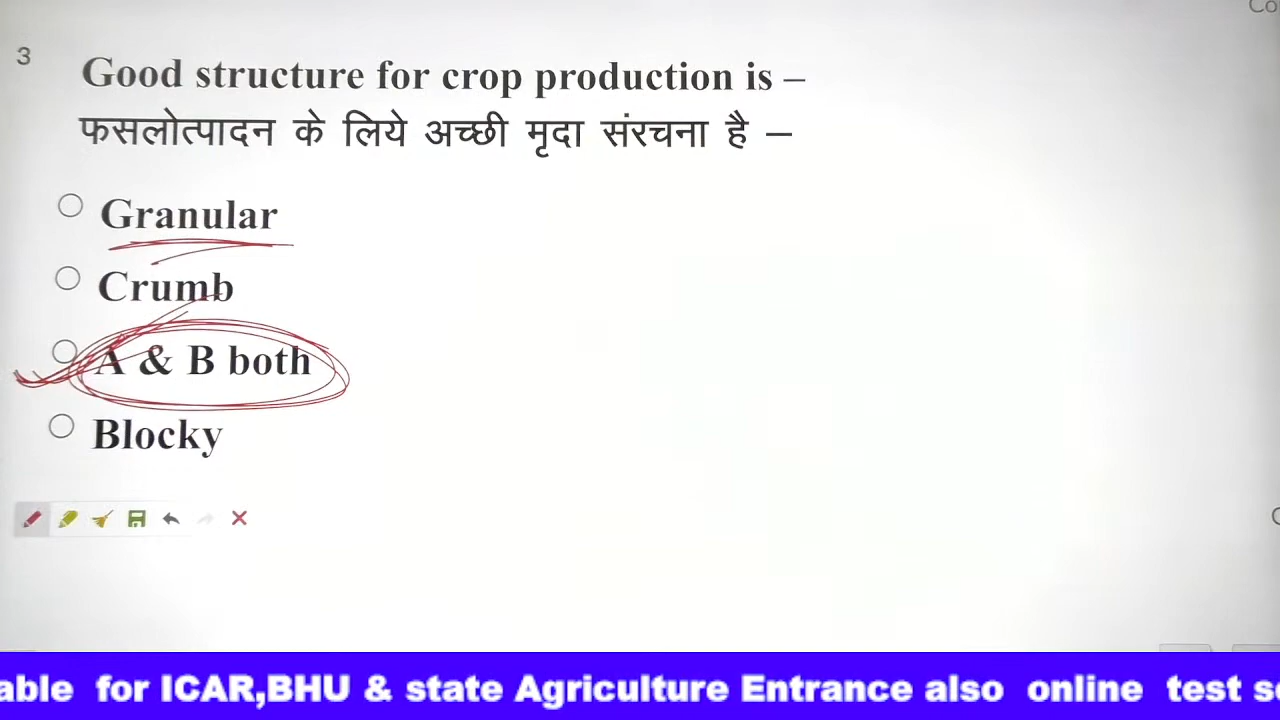 3
Good structure for crop production is –
फसलोत्पादन के लिये अच्छी मृदा संरचना है –
Granular
Crumb
A & B both
Blocky
able for ICAR,BHU & state Agriculture Entrance also online test